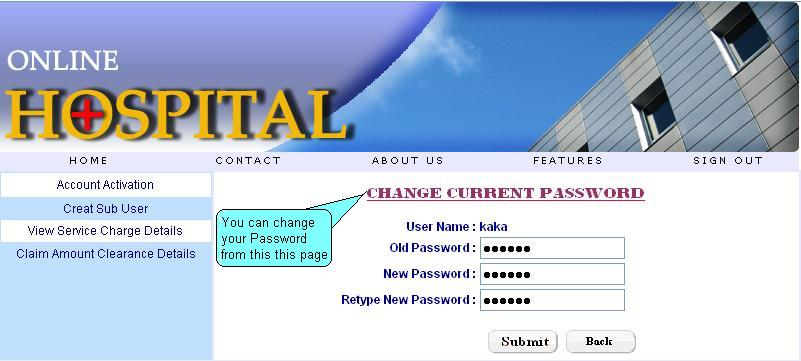 ONLINE
HOSPITAL
HOME CONTACT ABOUT US FEATURES SIGN OUT
Account Activation
Creat Sub User
View Service Charge Details
Claim Amount Clearance Details
CHANGE CURRENT PASSWORD
You can change
your Password
from this this page
User Name : kaka
Old Password : ●●●●●●
New Password : ●●●●●●
Retype New Password : ●●●●●●
Submit Back